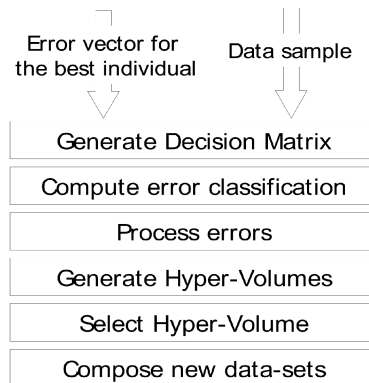 Error vector for
the best individual
Data sample
Generate Decision Matrix
Compute error classification
Process errors
Generate Hyper-Volumes
Select Hyper-Volume
Compose new data-sets